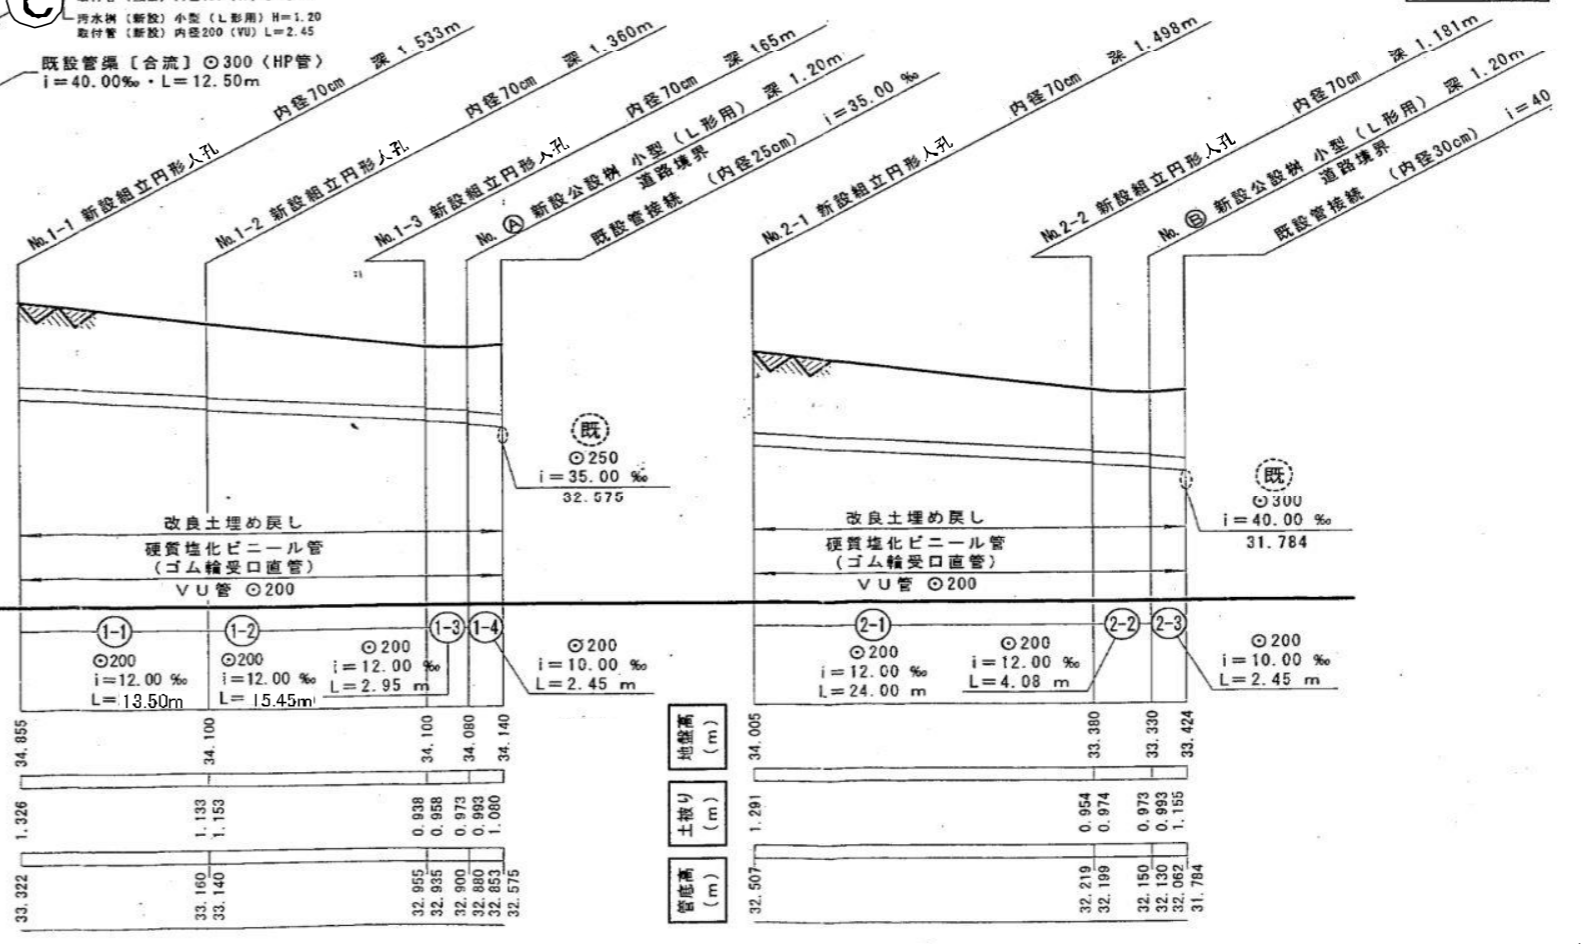 C
汚水桝（新設）小型（L形用）H=1.20
取付管（新設）内径200（VU）L=2.45
既設管渠［合流］⊙300〈HP管〉
i=40.00‰・L=12.50m
No.1-1 新設組立円形人孔 内径70cm 深 1.533m
No.1-2 新設組立円形人孔 内径70cm 深 1.360m
No.1-3 新設組立円形人孔 内径70cm 深 165m
No. Ⓐ 新設公設桝 小型（L形用） 深 1.20m
道路境界
既設管接続 （内径25cm） i=35.00 ‰
No.2-1 新設組立円形人孔 内径70cm 深 1.498m
No.2-2 新設組立円形人孔 内径70cm 深 1.181m
No. Ⓑ 新設公設桝 小型（L形用） 深 1.20m
道路境界
既設管接続 （内径30cm） i=40
既
⊙250
i=35.00 ‰
32.575
改良土埋め戻し
硬質塩化ビニール管
（ゴム輪受口直管）
VU管 ⊙200
既
⊙300
i=40.00 ‰
31.784
改良土埋め戻し
硬質塩化ビニール管
（ゴム輪受口直管）
VU管 ⊙200
1-1
⊙200
i=12.00 ‰
L=13.50m
1-2
⊙200
i=12.00 ‰
L=15.45m
1-3
⊙200
i=12.00 ‰
L=2.95 m
1-4
⊙200
i=10.00 ‰
L=2.45 m
2-1
⊙200
i=12.00 ‰
L=24.00 m
2-2
⊙200
i=12.00 ‰
L=4.08 m
2-3
⊙200
i=10.00 ‰
L=2.45 m
34.855 34.100 34.100 34.080 34.140
地盤高（m）
34.005 33.380 33.330 33.424
1.326 1.133 1.153 0.938 0.958 0.973 0.993 1.080
土被り（m）
1.291 0.954 0.974 0.973 0.993 1.155
33.322 33.160 33.140 32.955 32.935 32.900 32.880 32.853 32.575
管底高（m）
32.507 32.219 32.199 32.150 32.130 32.062 31.784